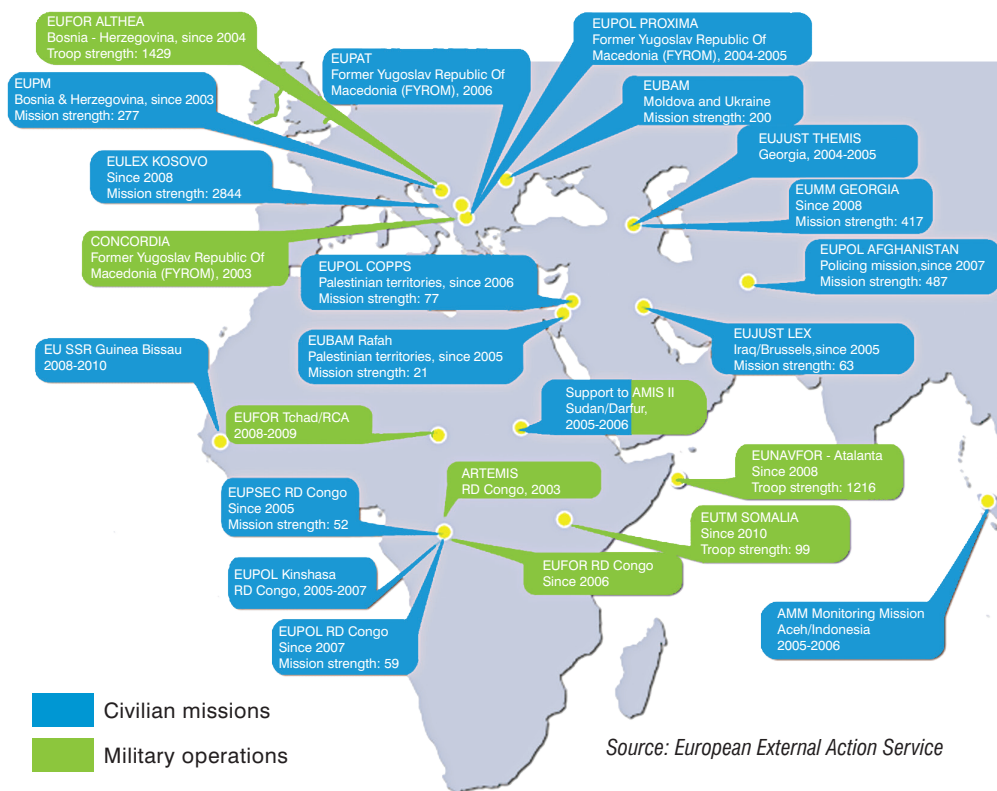 EUFOR ALTHEA
Bosnia - Herzegovina, since 2004
Troop strength: 1429
EUPAT
Former Yugoslav Republic Of
Macedonia (FYROM), 2006
EUPOL PROXIMA
Former Yugoslav Republic Of
Macedonia (FYROM), 2004-2005
EUPM
Bosnia & Herzegovina, since 2003
Mission strength: 277
EUBAM
Moldova and Ukraine
Mission strength: 200
EUJUST THEMIS
Georgia, 2004-2005
EULEX KOSOVO
Since 2008
Mission strength: 2844
EUMM GEORGIA
Since 2008
Mission strength: 417
CONCORDIA
Former Yugoslav Republic Of
Macedonia (FYROM), 2003
EUPOL COPPS
Palestinian territories, since 2006
Mission strength: 77
EUPOL AFGHANISTAN
Policing mission,since 2007
Mission strength: 487
EUBAM Rafah
Palestinian territories, since 2005
Mission strength: 21
EUJUST LEX
Iraq/Brussels,since 2005
Mission strength: 63
EU SSR Guinea Bissau
2008-2010
EUFOR Tchad/RCA
2008-2009
Support to AMIS II
Sudan/Darfur,
2005-2006
EUNAVFOR - Atalanta
Since 2008
Troop strength: 1216
ARTEMIS
RD Congo, 2003
EUPSEC RD Congo
Since 2005
Mission strength: 52
EUTM SOMALIA
Since 2010
Troop strength: 99
EUFOR RD Congo
Since 2006
EUPOL Kinshasa
RD Congo, 2005-2007
EUPOL RD Congo
Since 2007
Mission strength: 59
AMM Monitoring Mission
Aceh/Indonesia
2005-2006
Civilian missions
Military operations
Source: European External Action Service